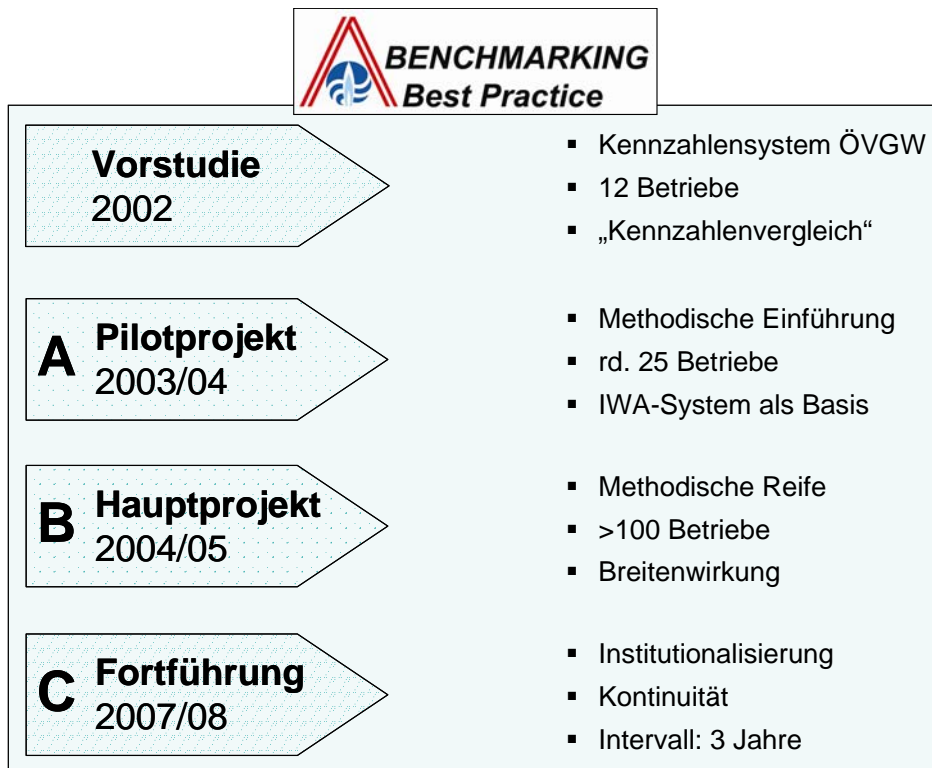 BENCHMARKING
Best Practice
Vorstudie
2002
▪ Kennzahlensystem ÖVGW
▪ 12 Betriebe
▪ „Kennzahlenvergleich“
A
Pilotprojekt
2003/04
▪ Methodische Einführung
▪ rd. 25 Betriebe
▪ IWA-System als Basis
B
Hauptprojekt
2004/05
▪ Methodische Reife
▪ >100 Betriebe
▪ Breitenwirkung
C
Fortführung
2007/08
▪ Institutionalisierung
▪ Kontinuität
▪ Intervall: 3 Jahre